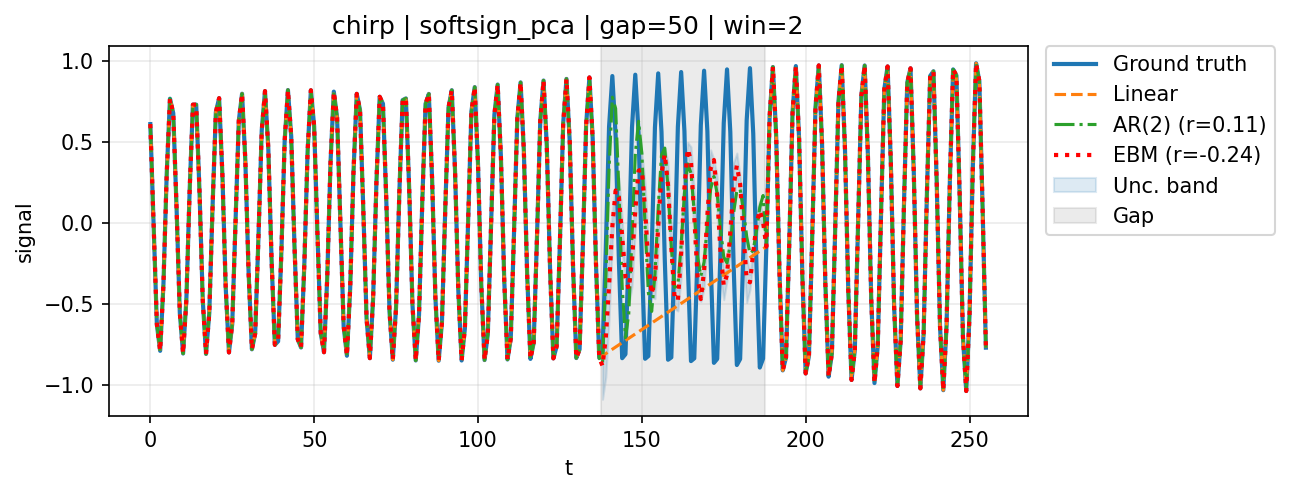 chirp | softsign_pca | gap=50 | win=2
1.0
0.5
0.0
−0.5
−1.0
signal
0
50
100
150
200
250
t
Ground truth
Linear
AR(2) (r=0.11)
EBM (r=-0.24)
Unc. band
Gap